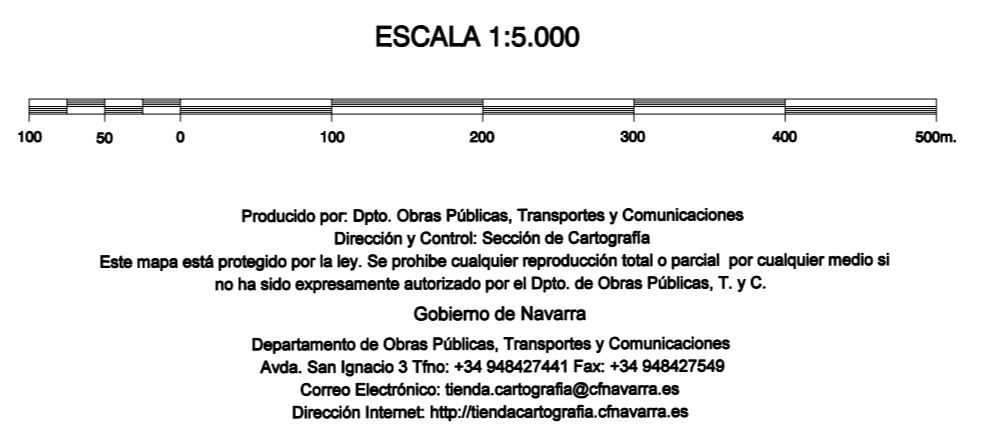 ESCALA 1:5.000
100 50 0 100 200 300 400 500m.
Producido por: Dpto. Obras Públicas, Transportes y Comunicaciones
Dirección y Control: Sección de Cartografía
Este mapa está protegido por la ley. Se prohibe cualquier reproducción total o parcial por cualquier medio si
no ha sido expresamente autorizado por el Dpto. de Obras Públicas, T. y C.
Gobierno de Navarra
Departamento de Obras Públicas, Transportes y Comunicaciones
Avda. San Ignacio 3 Tfno: +34 948427441 Fax: +34 948427549
Correo Electrónico: tienda.cartografia@cfnavarra.es
Dirección Internet: http://tiendacartografia.cfnavarra.es